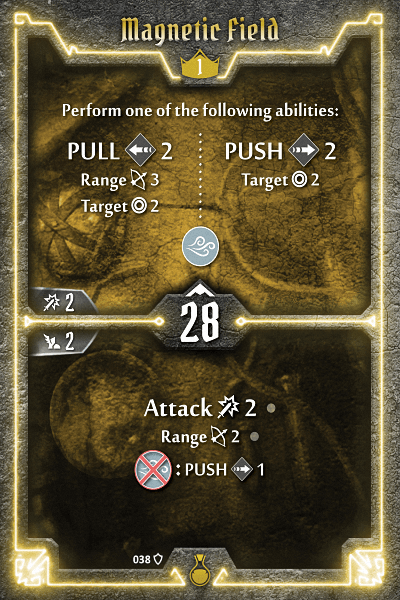 Magnetic Field
1
Perform one of the following abilities:
PULL 2
Range 3
Target 2
PUSH 2
Target 2
2
28
2
Attack 2
Range 2
: PUSH 1
038